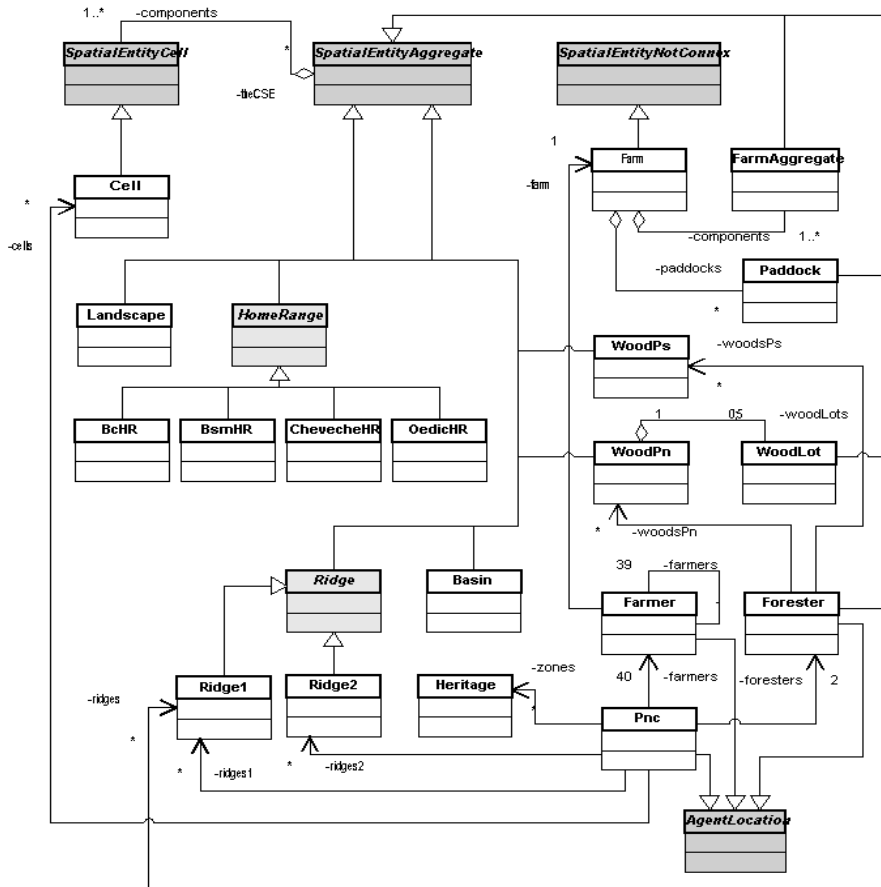 1..*
-components
SpatialEntityCell
*
SpatialEntityAggregate
SpatialEntityNotConnex
-theCSE
1
Farm
FarmAggregate
Cell
-farm
*
-cells
-components
1..*
-paddocks
Paddock
*
Landscape
HomeRange
WoodPs
-woodsPs
*
BcHR
BsmHR
ChevecheHR
OedicHR
1
0,5
-woodLots
WoodPn
WoodLot
*
-woodsPn
Ridge
Basin
39
-farmers
Farmer
Forester
-zones
40
-farmers
-foresters
2
Ridge1
Ridge2
Heritage
-ridges
*
Pnc
*
*
-ridges1
*
-ridges2
AgentLocation